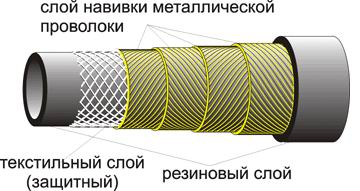 слой навивки металлической
проволоки
текстильный слой
(защитный)
резиновый слой